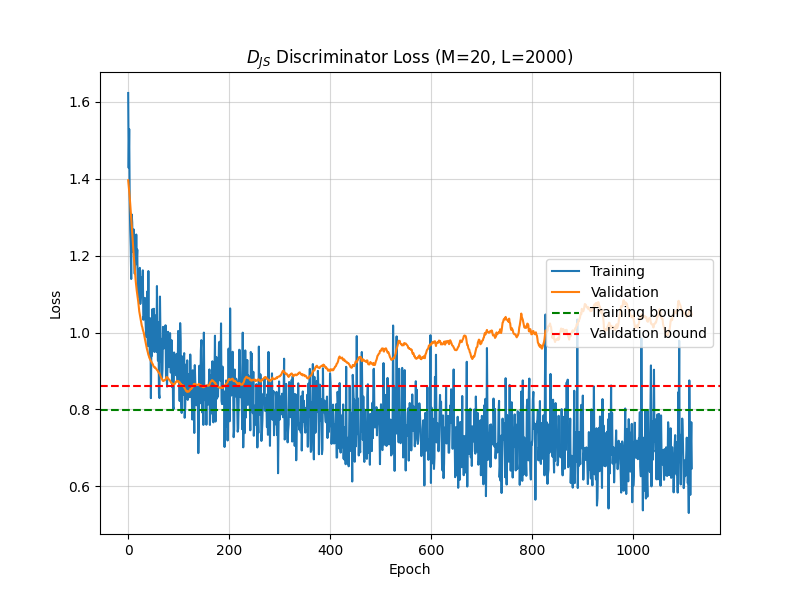 D_JS Discriminator Loss (M=20, L=2000)
Loss
1.6
1.4
1.2
1.0
0.8
0.6
Training
Validation
Training bound
Validation bound
0 200 400 600 800 1000
Epoch